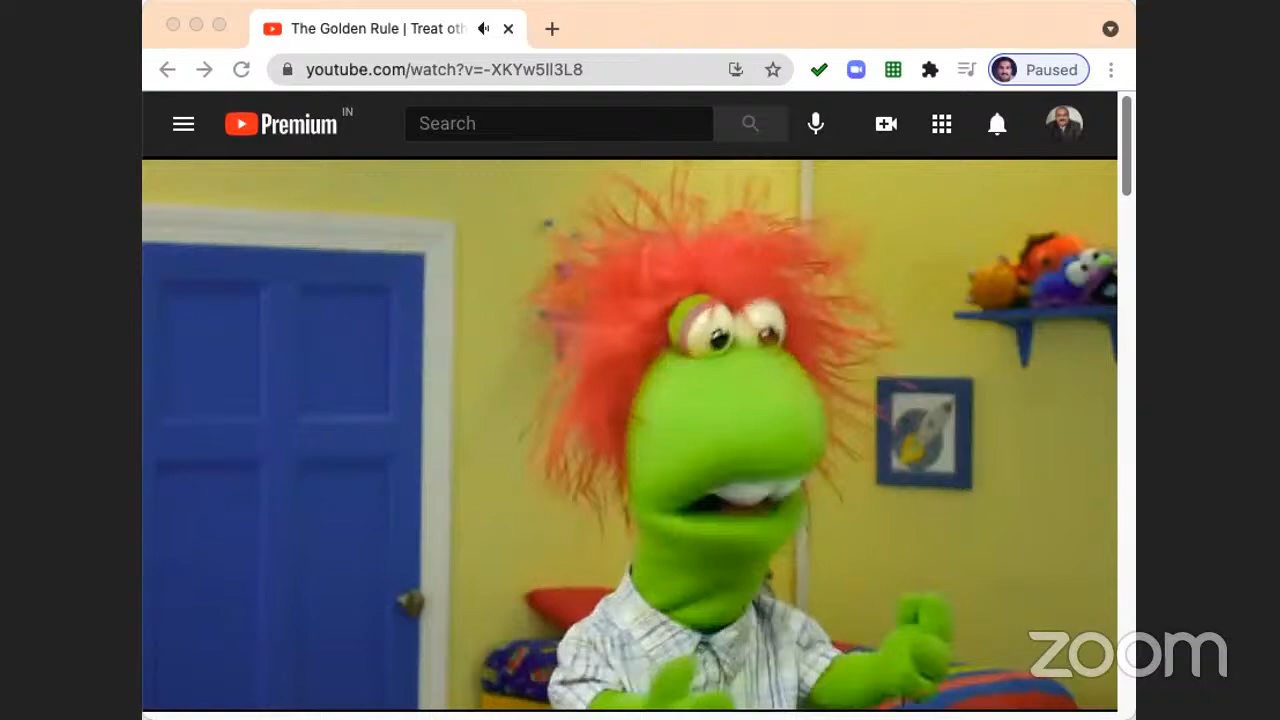 The Golden Rule | Treat oth
youtube.com/watch?v=-XKYw5ll3L8
Paused
Premium IN
Search
zoom